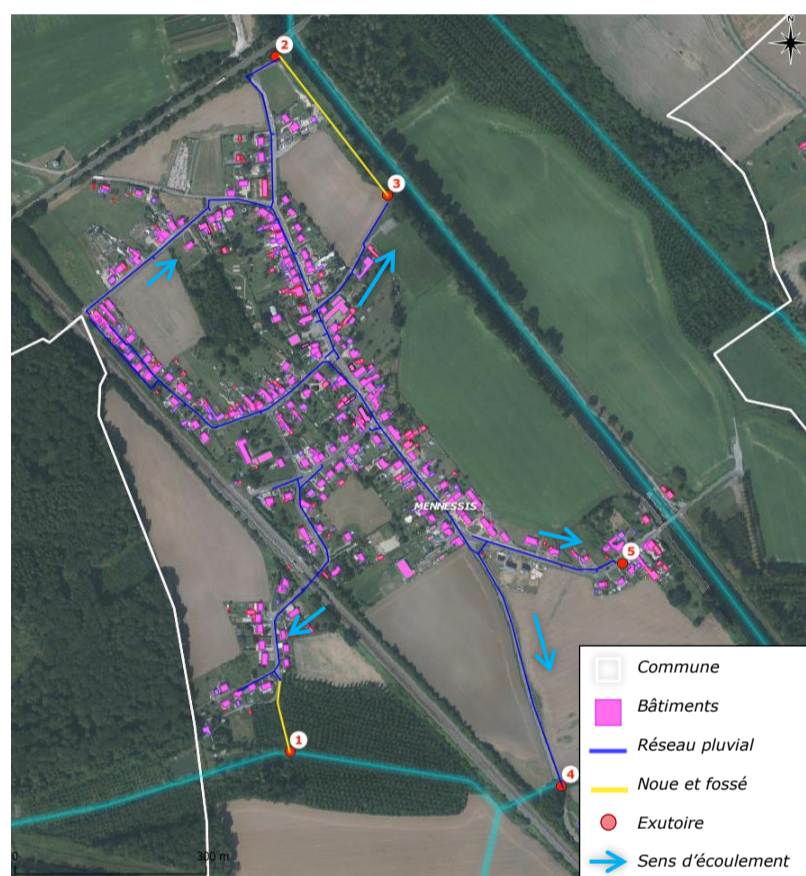 N
2
3
MENNESSIS
5
1
4
0
300 m
Commune
Bâtiments
Réseau pluvial
Noue et fossé
Exutoire
Sens d'écoulement